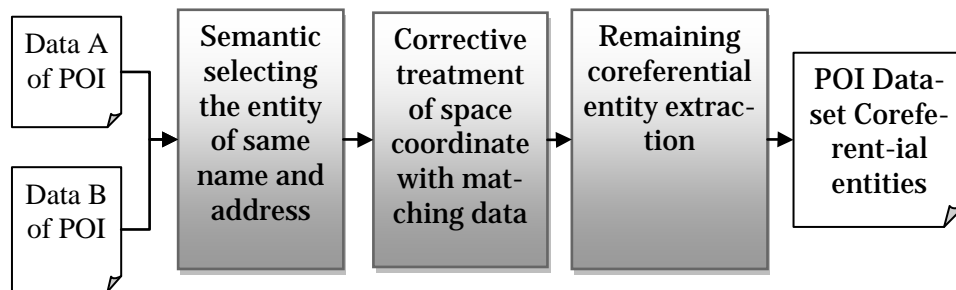 Data A
of POI
Data B
of POI
Semantic
selecting
the entity
of same
name and
address
Corrective
treatment
of space
coordinate
with mat-
ching data
Remaining
coreferential
entity extrac-
tion
POI Data-
set Corefe-
rent-ial
entities